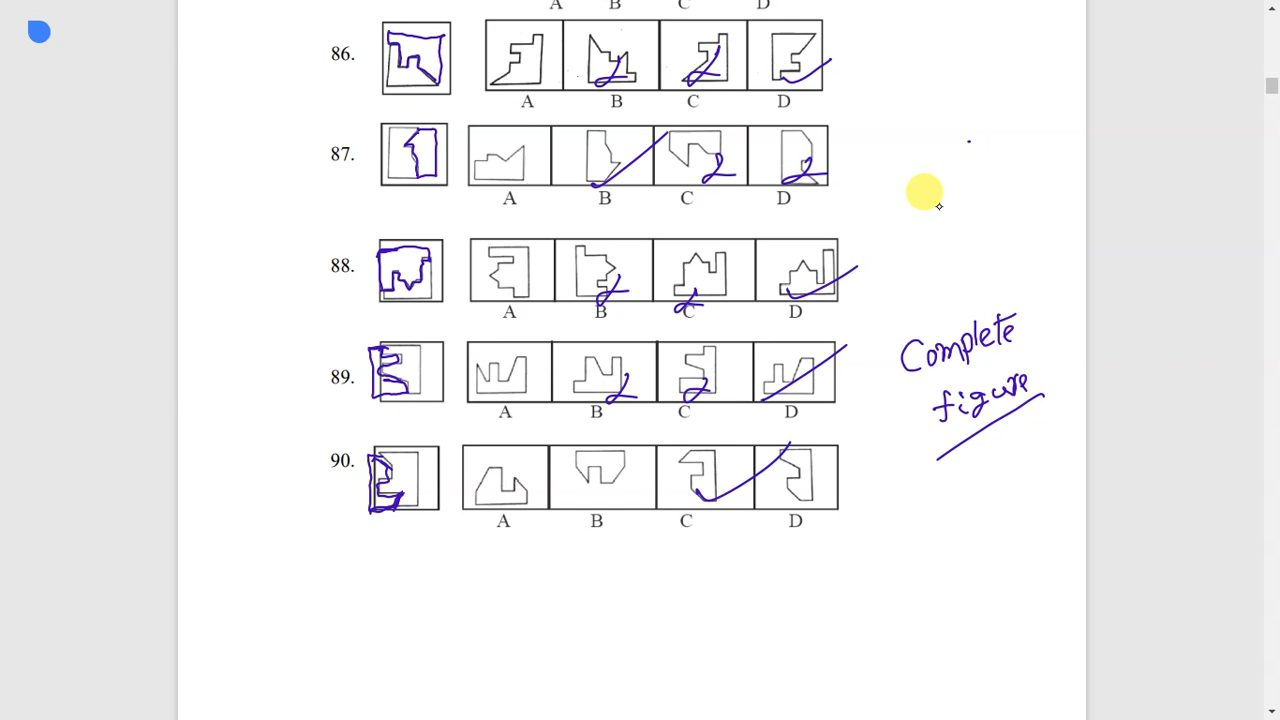 A B C D
86.
A B C D
87.
A B C D
88.
A B C D
Complete
figure
89.
A B C D
90.
A B C D